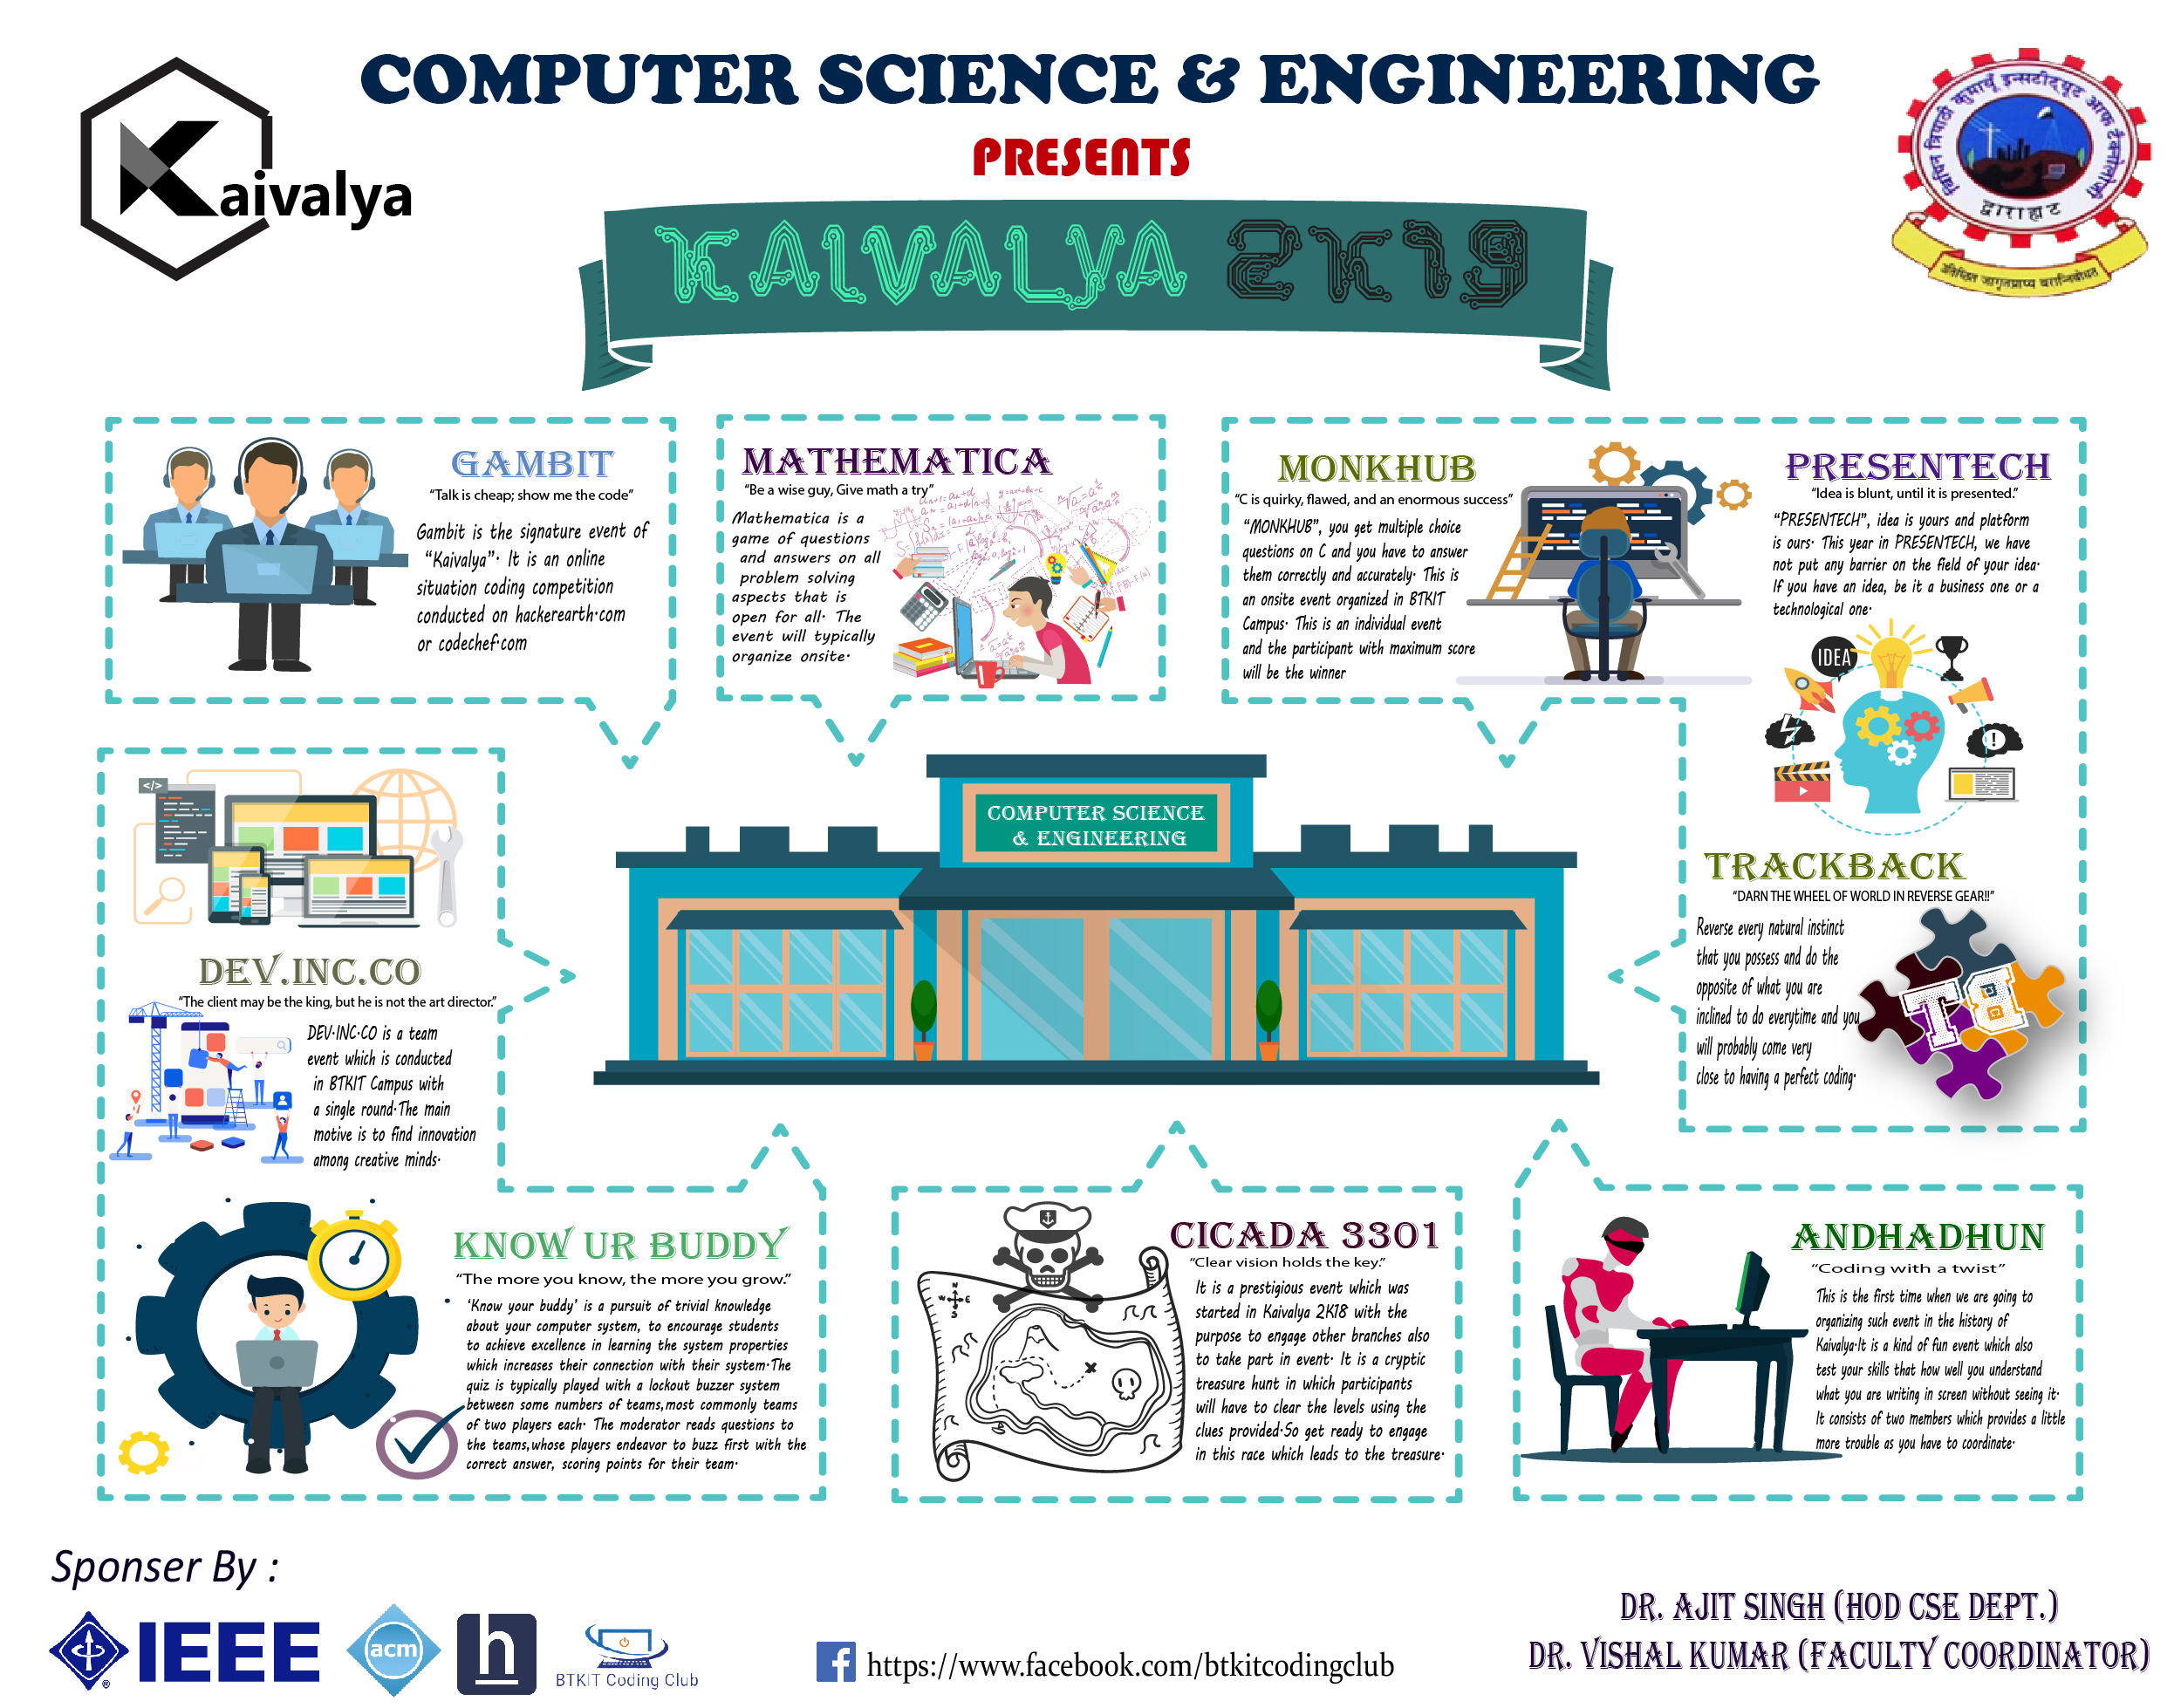 COMPUTER SCIENCE & ENGINEERING
PRESENTS
Kaivalya
KAIVALYA 2K19
बिपिन त्रिपाठी कुमाऊँ इन्सटीट्यूट आफ टैक्नोलॉजी
द्वाराहाट
GAMBIT
“Talk is cheap; show me the code”
Gambit is the signature event of
“Kaivalya”. It is an online
situation coding competition
conducted on hackerearth.com
or codechef.com
MATHEMATICA
“Be a wise guy, Give math a try”
Mathematica is a
game of questions
and answers on all
problem solving
aspects that is
open for all. The
event will typically
organize onsite.
MONKHUB
“C is quirky, flawed, and an enormous success”
“MONKHUB”, you get multiple choice
questions on C and you have to answer
them correctly and accurately. This is
an onsite event organized in BTKIT
Campus. This is an individual event
and the participant with maximum score
will be the winner
PRESENTECH
“Idea is blunt, until it is presented.”
“PRESENTECH”, idea is yours and platform
is ours. This year in PRESENTECH, we have
not put any barrier on the field of your idea.
If you have an idea, be it a business one or a
technological one.
IDEA
TRACKBACK
“DARN THE WHEEL OF WORLD IN REVERSE GEAR!!”
Reverse every natural instinct
that you possess and do the
opposite of what you are
inclined to do everytime and you
will probably come very
close to having a perfect coding.
TB
COMPUTER SCIENCE
& ENGINEERING
</>
DEV.INC.CO
“The client may be the king, but he is not the art director.”
DEV.INC.CO is a team
event which is conducted
in BTKIT Campus with
a single round.The main
motive is to find innovation
among creative minds.
KNOW UR BUDDY
“The more you know, the more you grow.”
‘Know your buddy’ is a pursuit of trivial knowledge
about your computer system, to encourage students
to achieve excellence in learning the system properties
which increases their connection with their system.The
quiz is typically played with a lockout buzzer system
between some numbers of teams,most commonly teams
of two players each. The moderator reads questions to
the teams,whose players endeavor to buzz first with the
correct answer, scoring points for their team.
CICADA 3301
“Clear vision holds the key.”
It is a prestigious event which was
started in Kaivalya 2K18 with the
purpose to engage other branches also
to take part in event. It is a cryptic
treasure hunt in which participants
will have to clear the levels using the
clues provided.So get ready to engage
in this race which leads to the treasure.
N
W E
S
ANDHADHUN
“Coding with a twist”
This is the first time when we are going to
organizing such event in the history of
Kaivalya.It is a kind of fun event which also
test your skills that how well you understand
what you are writing in screen without seeing it.
It consists of two members which provides a little
more trouble as you have to coordinate.
Sponser By :
IEEE
acm
h
BTKIT Coding Club
f https://www.facebook.com/btkitcodingclub
DR. AJIT SINGH (HOD CSE DEPT.)
DR. VISHAL KUMAR (FACULTY COORDINATOR)